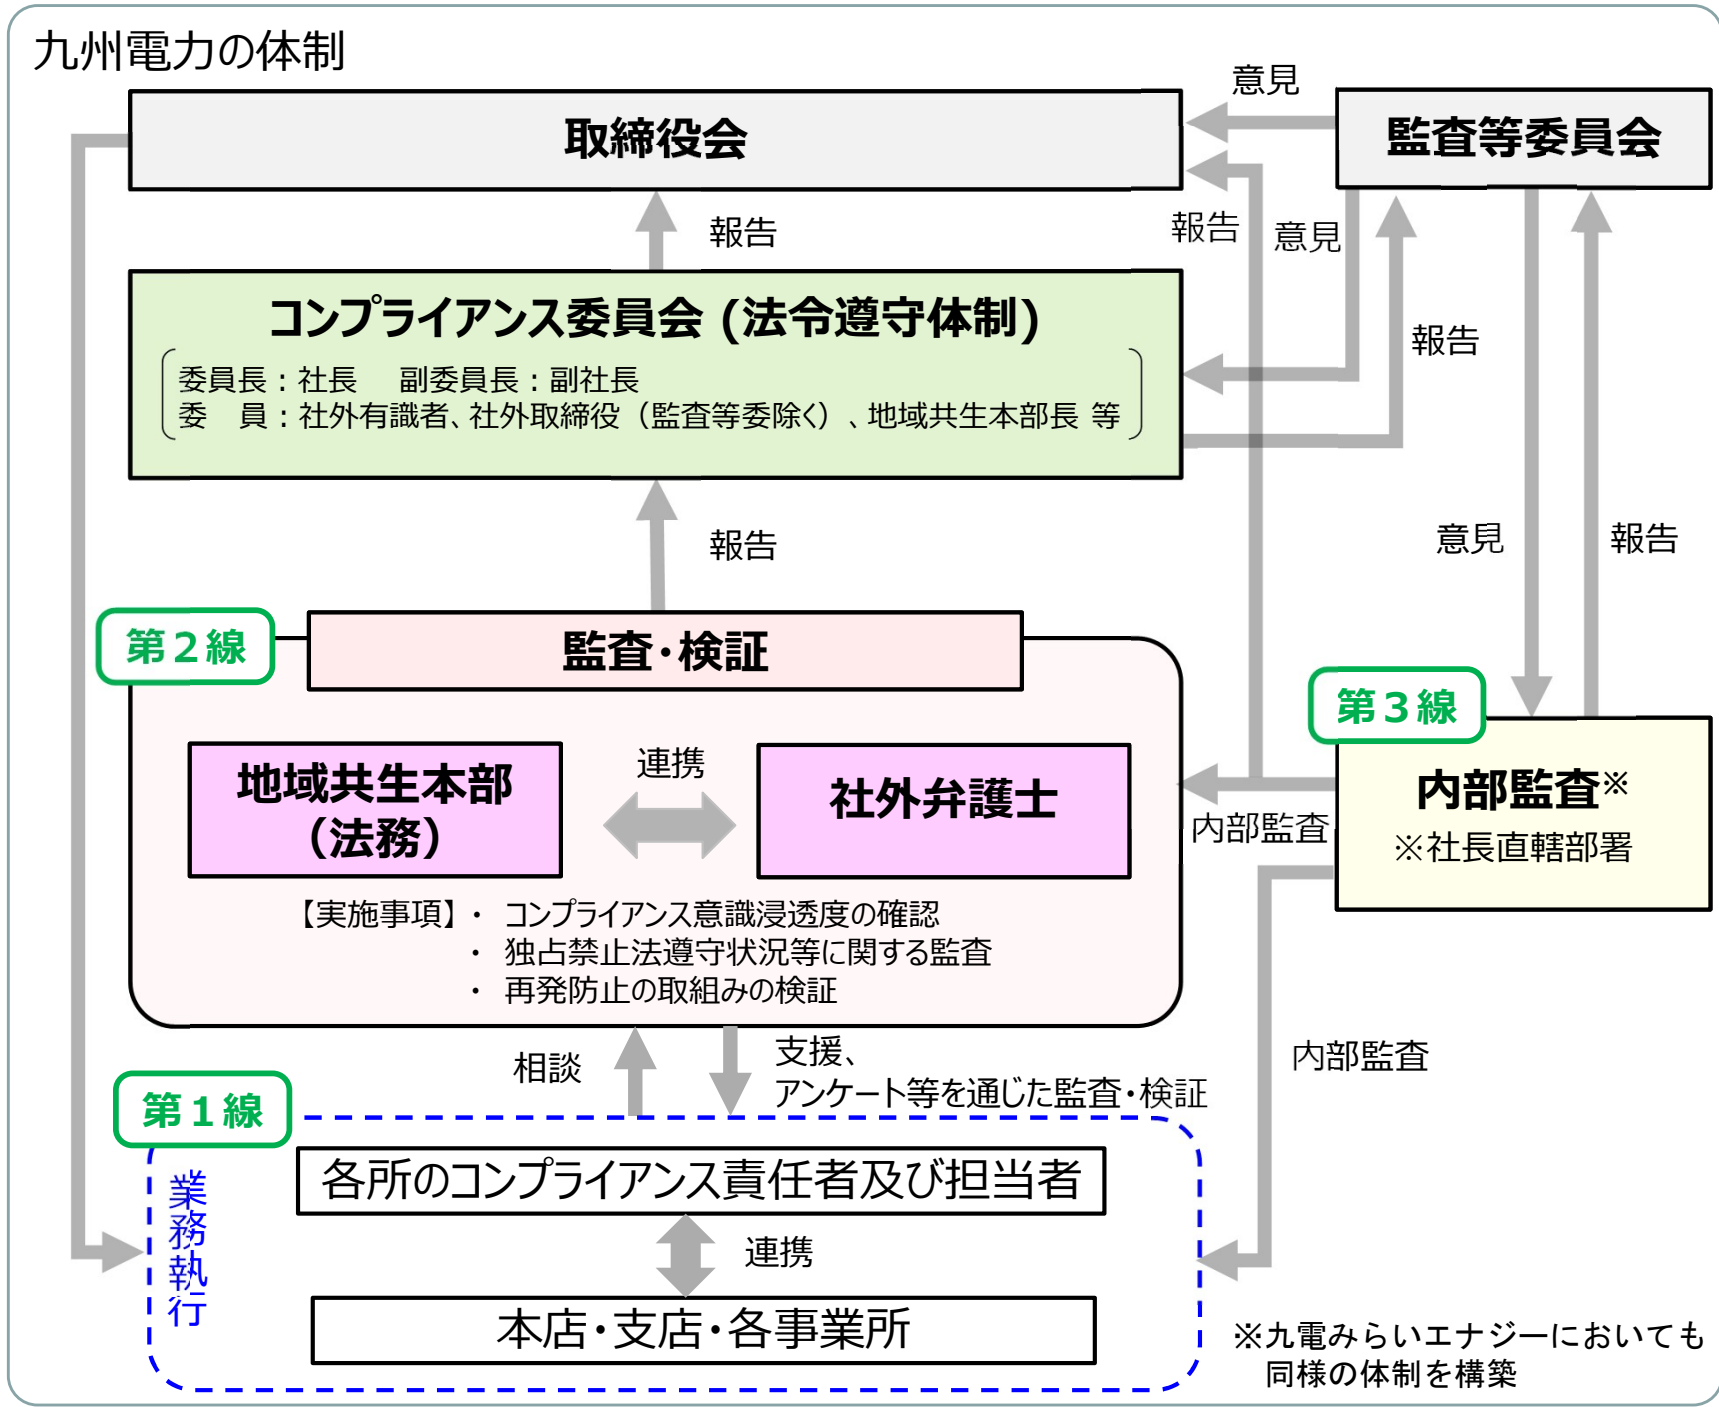 九州電力の体制
意見
取締役会
監査等委員会
報告
報告
意見
コンプライアンス委員会 (法令遵守体制)
委員長：社長　副委員長：副社長
委　員：社外有識者、社外取締役（監査等委除く）、地域共生本部長 等
報告
報告
意見
報告
第２線
監査・検証
第３線
地域共生本部
（法務）
連携
社外弁護士
内部監査※
※社長直轄部署
内部監査
【実施事項】・ コンプライアンス意識浸透度の確認
・ 独占禁止法遵守状況等に関する監査
・ 再発防止の取組みの検証
相談
支援、
アンケート等を通じた監査・検証
内部監査
第１線
業務執行
各所のコンプライアンス責任者及び担当者
連携
本店・支店・各事業所
※九電みらいエナジーにおいても
同様の体制を構築